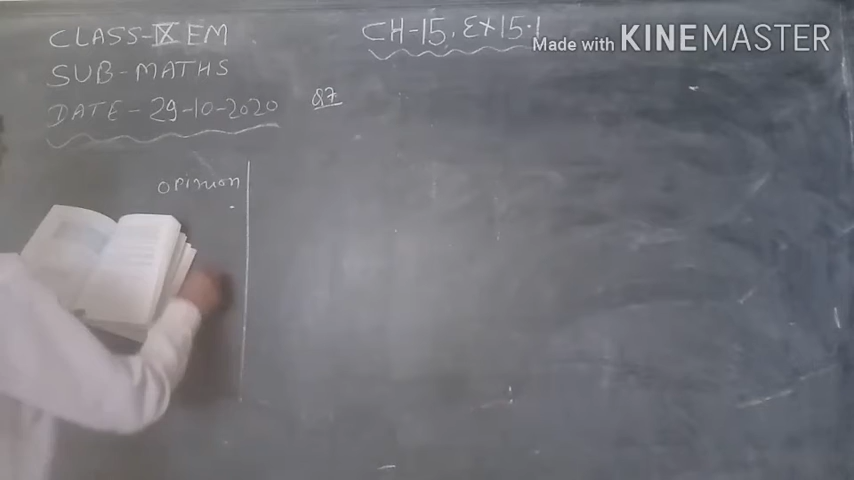 CLASS-IX EM
CH-15, EX 15.1
Made with KINEMASTER
SUB-MATHS
DATE-29-10-2020
Q7
opinion